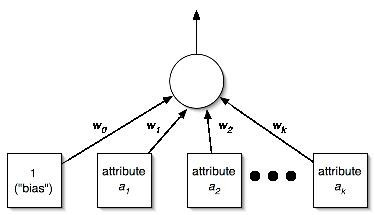 w0 w1 w2 wk
1 attribute attribute attribute
("bias") a1 a2 ak